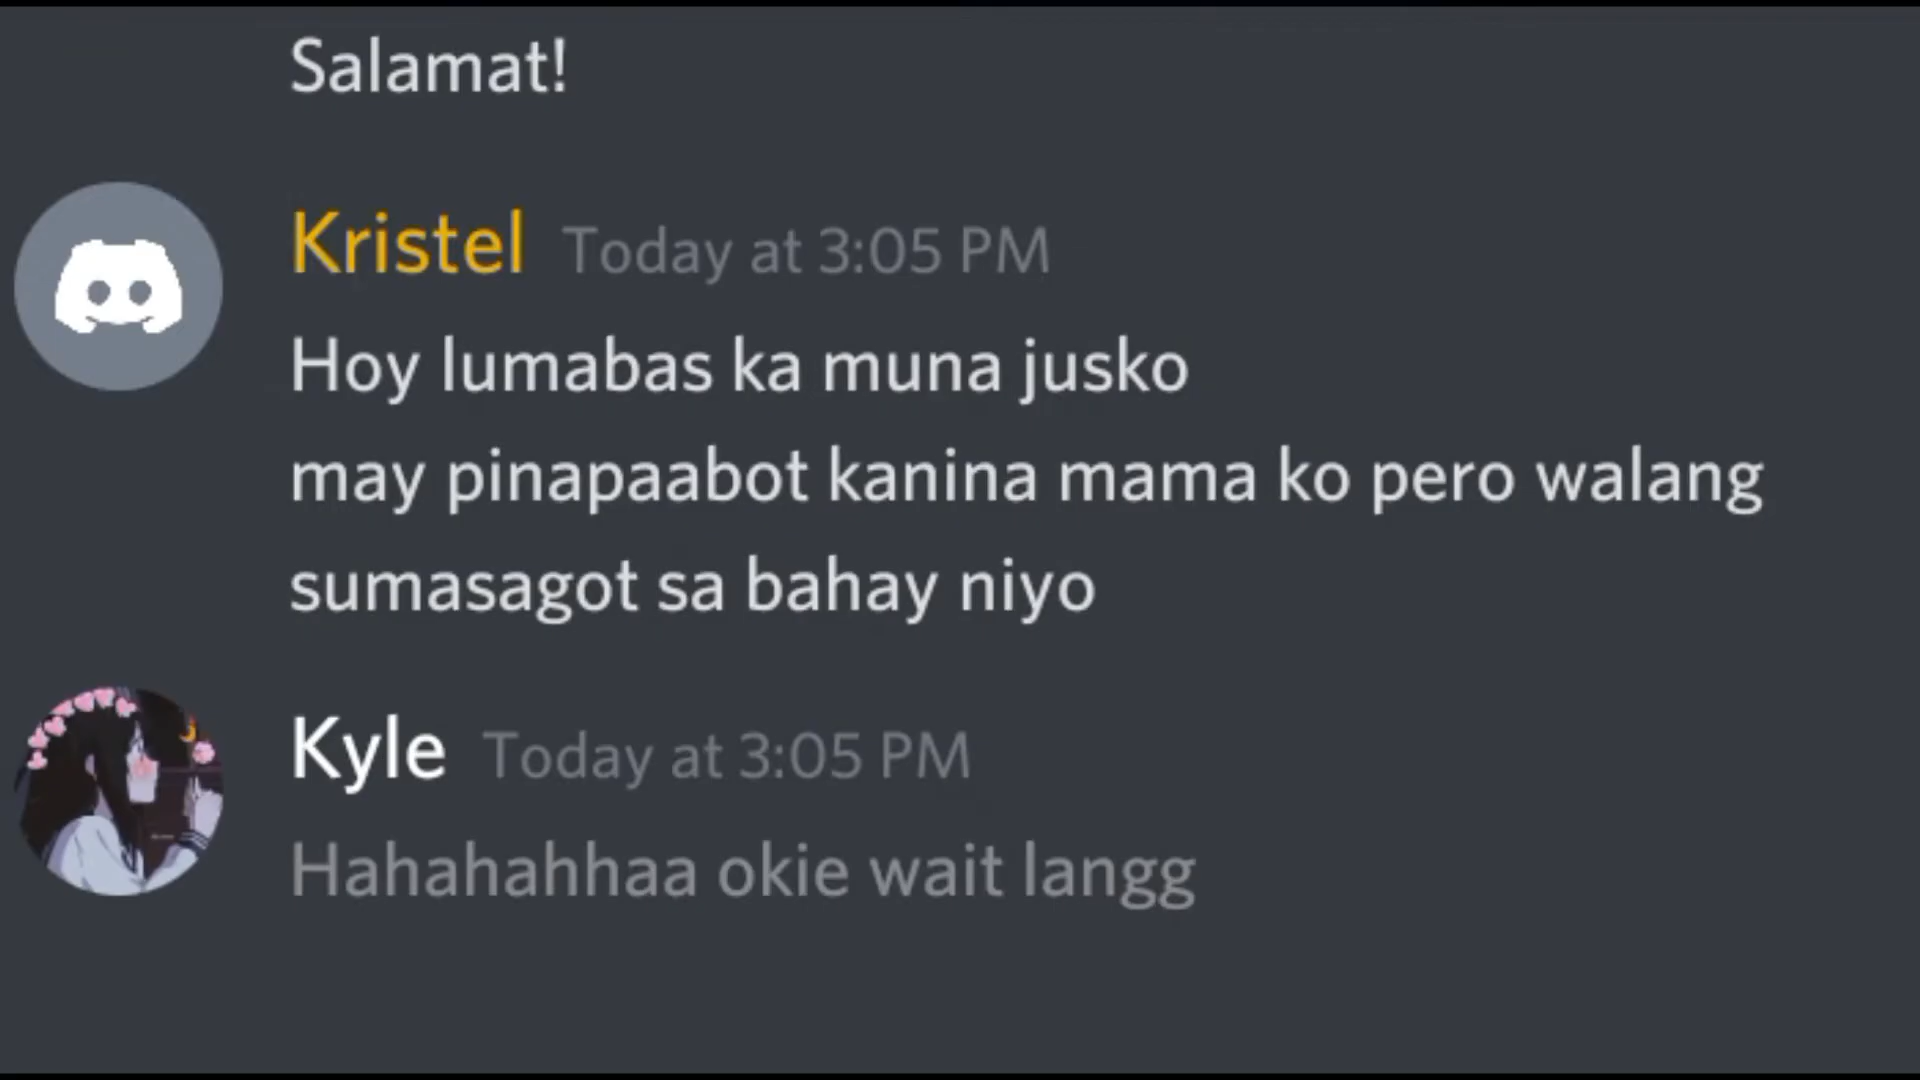 Salamat!
Kristel Today at 3:05 PM
Hoy lumabas ka muna jusko
may pinapaabot kanina mama ko pero walang
sumasagot sa bahay niyo
Kyle Today at 3:05 PM
Hahahahhaa okie wait langg